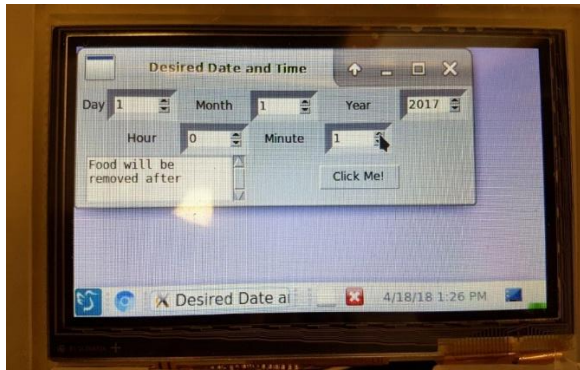 Desired Date and Time
Day 1 Month 1 Year 2017
Hour 0 Minute 1
Food will be
removed after
Click Me!
Desired Date a
4/18/18 1:26 PM